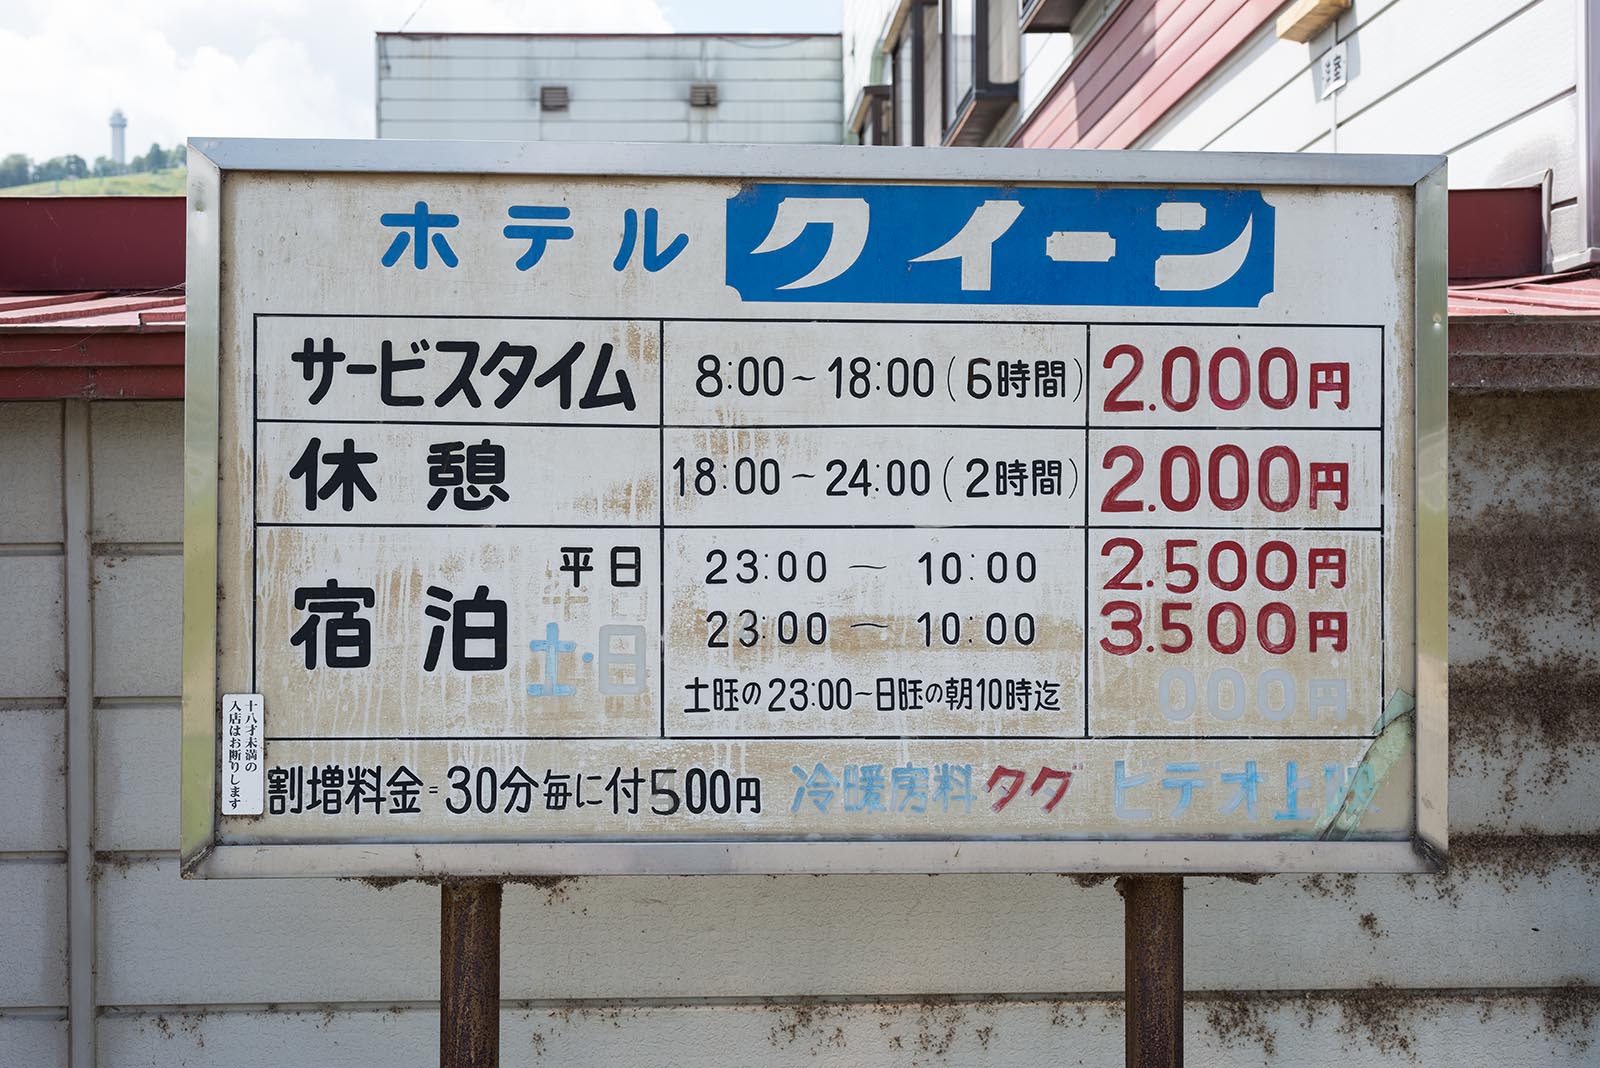 ホテル クイーン
サービスタイム 8:00~18:00(6時間) 2.000円
休憩 18:00~24:00(2時間) 2.000円
宿泊 平日 23:00 ~ 10:00 2.500円
土・日 23:00 ~ 10:00 3.500円
000円
土旺の23:00~日旺の朝10時迄
割増料金=30分毎に付500円 冷暖房料タダ ビデオ上
十八才未満の
入店はお断りします